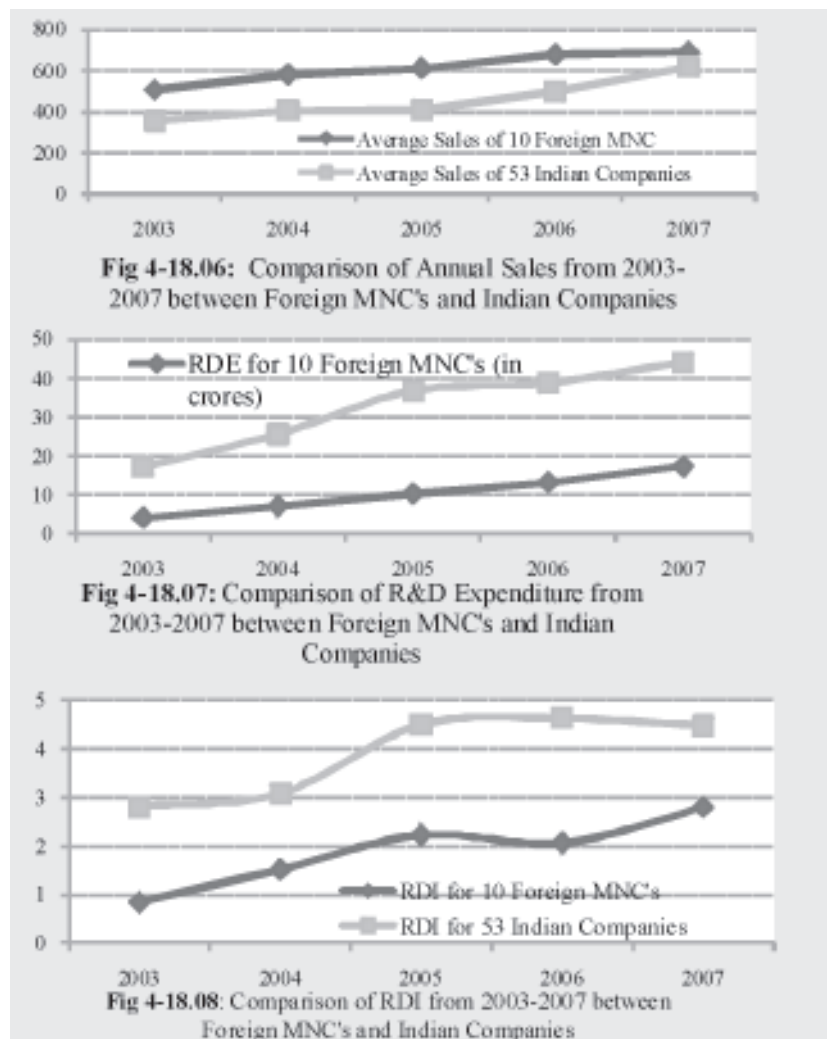 800
600
400
200
0
Average Sales of 10 Foreign MNC
Average Sales of 53 Indian Companies
2003 2004 2005 2006 2007
Fig 4-18.06: Comparison of Annual Sales from 2003-
2007 between Foreign MNC's and Indian Companies
50
40
30
20
10
0
RDE for 10 Foreign MNC's (in
crores)
2003 2004 2005 2006 2007
Fig 4-18.07: Comparison of R&D Expenditure from
2003-2007 between Foreign MNC's and Indian
Companies
5
4
3
2
1
0
RDI for 10 Foreign MNC's
RDI for 53 Indian Companies
2003 2004 2005 2006 2007
Fig 4-18.08: Comparison of RDI from 2003-2007 between
Foreign MNC's and Indian Companies